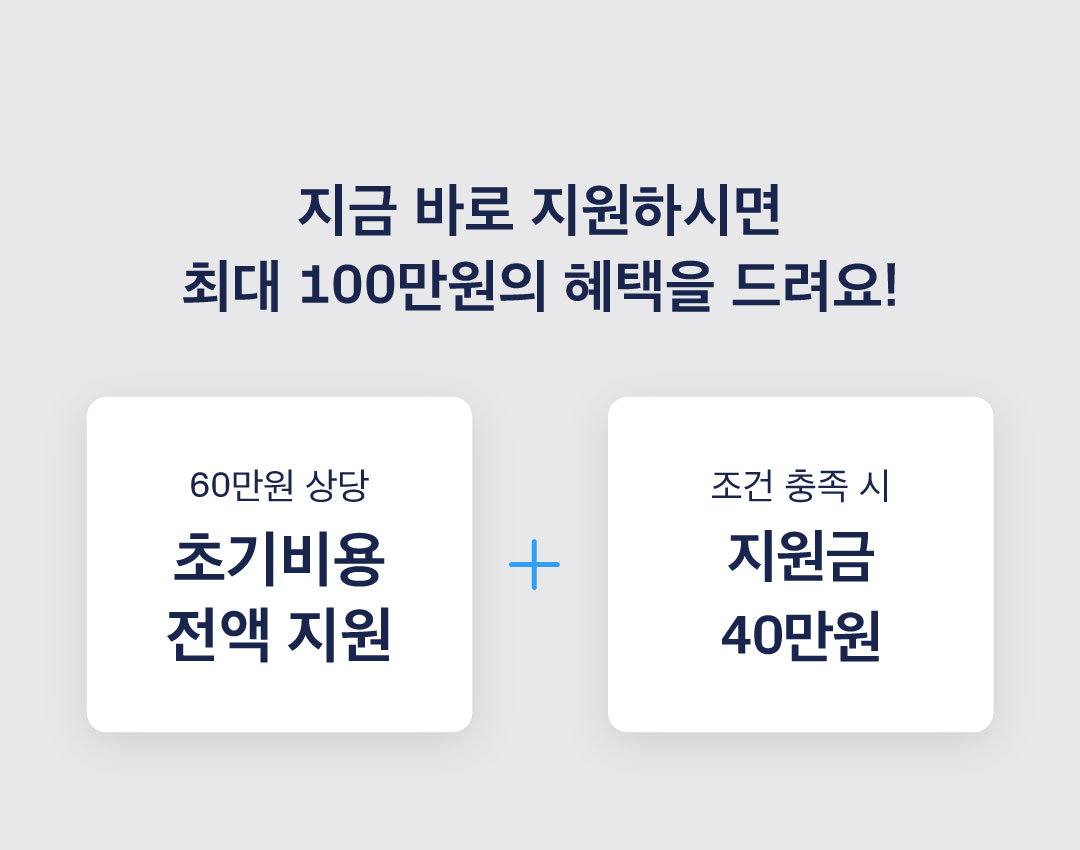 지금 바로 지원하시면
최대 100만원의 혜택을 드려요!
60만원 상당
초기비용
전액 지원
+
조건 충족 시
지원금
40만원